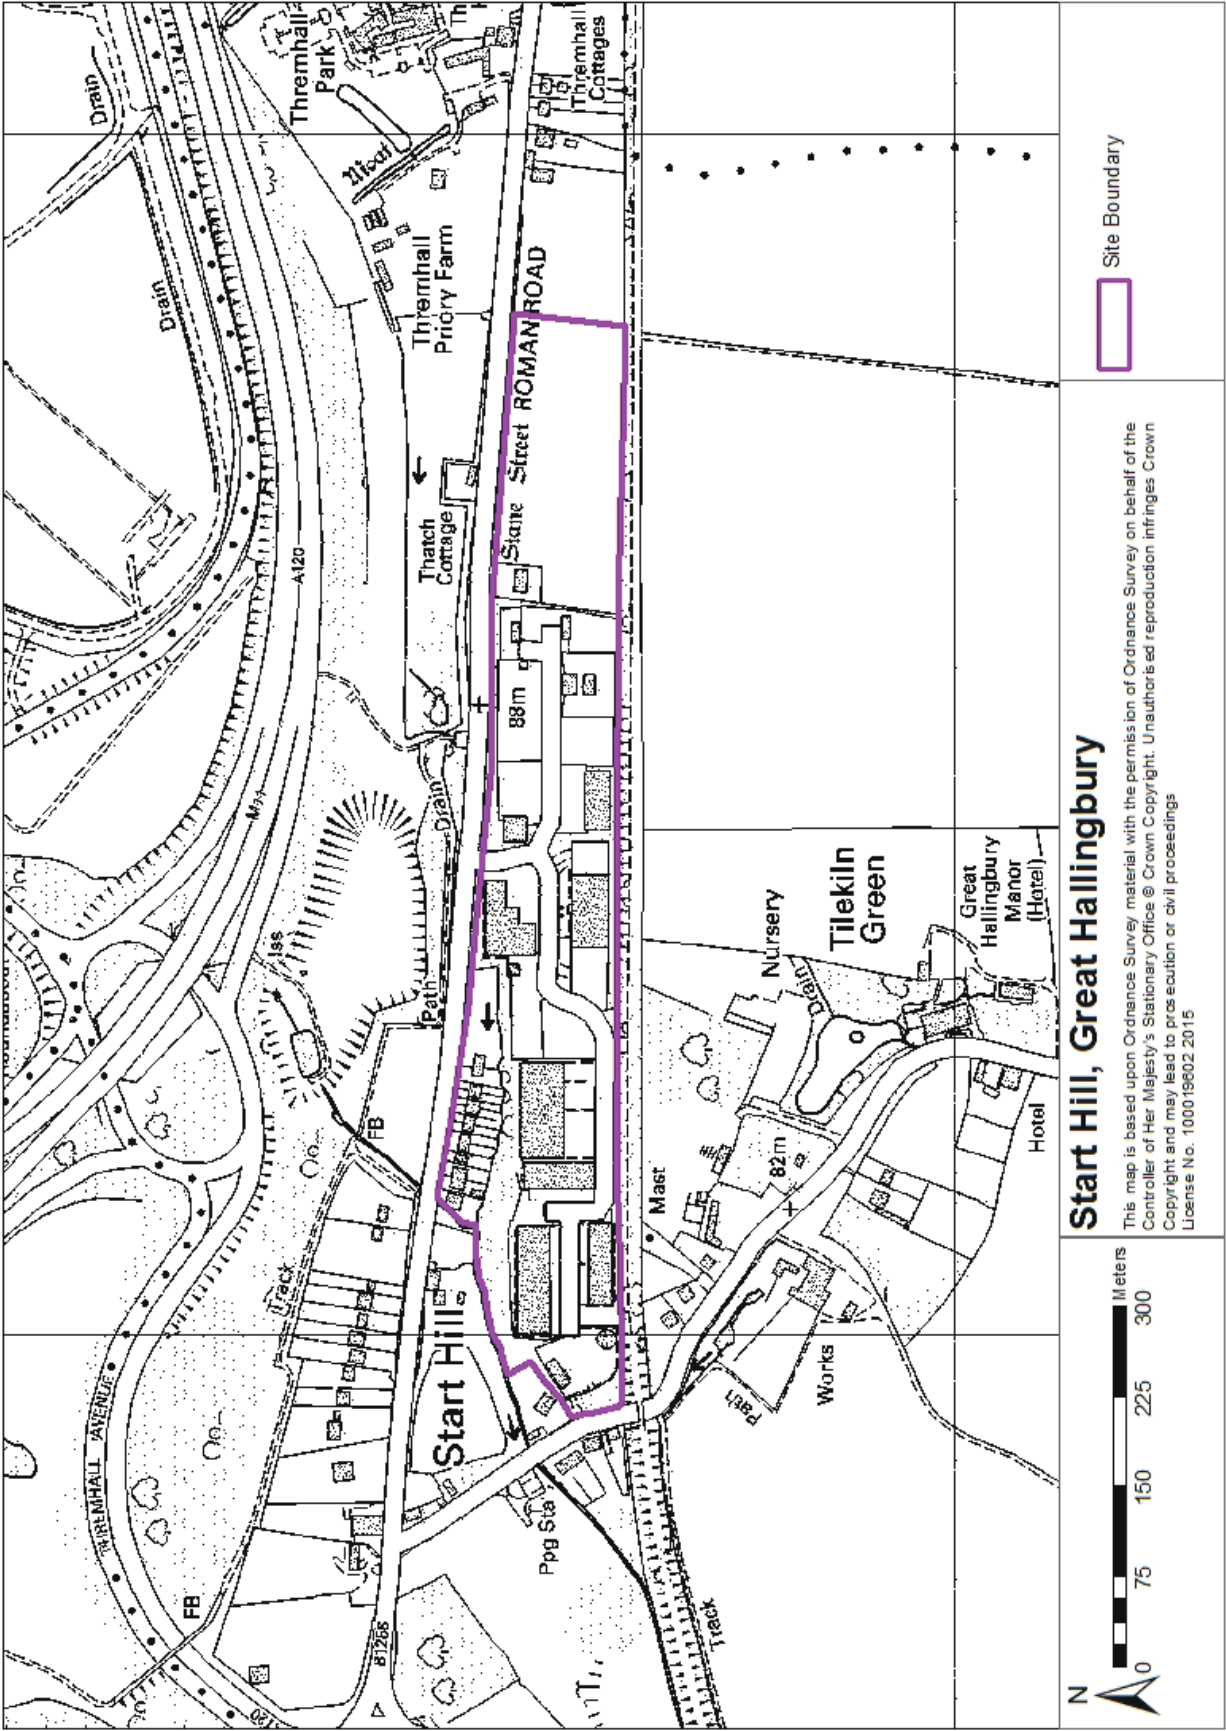 Drain
Thremhall
Park
Th
Thremhall
Cottages
Moat
Drain
Thremhall
Priory Farm
Stane Street ROMAN ROAD
A120
Thatch
Cottage
88m
M11
Drain
Iss
Path
FB
Track
Start Hill
THREMHALL AVENUE
FB
B1256
Ppg Sta
Track
Path
Works
Mast
82m
Hotel
Nursery
Drain
Tilekiln
Green
Great
Hallingbury
Manor
(Hotel)
N
0 75 150 225 300
Meters
Start Hill, Great Hallingbury
This map is based upon Ordnance Survey material with the permission of Ordnance Survey on behalf of the
Controller of Her Majesty's Stationary Office © Crown Copyright. Unauthorised reproduction infringes Crown
Copyright and may lead to prosecution or civil proceedings
License No. 100019602 2015
Site Boundary